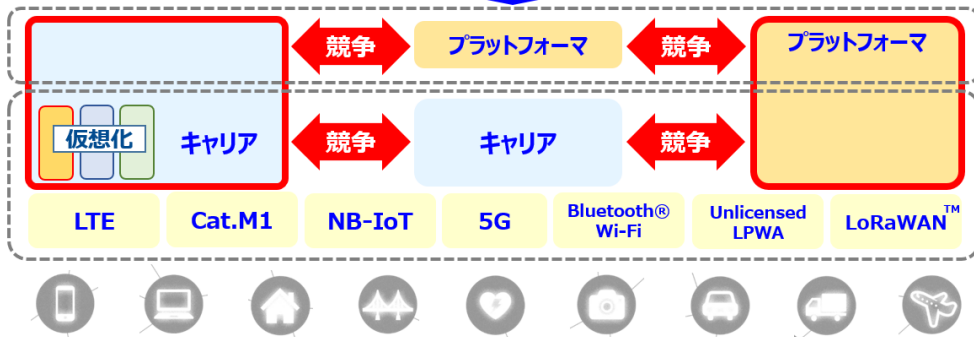 競争
プラットフォーマ
競争
プラットフォーマ
仮想化
キャリア
競争
キャリア
競争
LTE
Cat.M1
NB-IoT
5G
Bluetooth®
Wi-Fi
Unlicensed
LPWA
LoRaWAN™